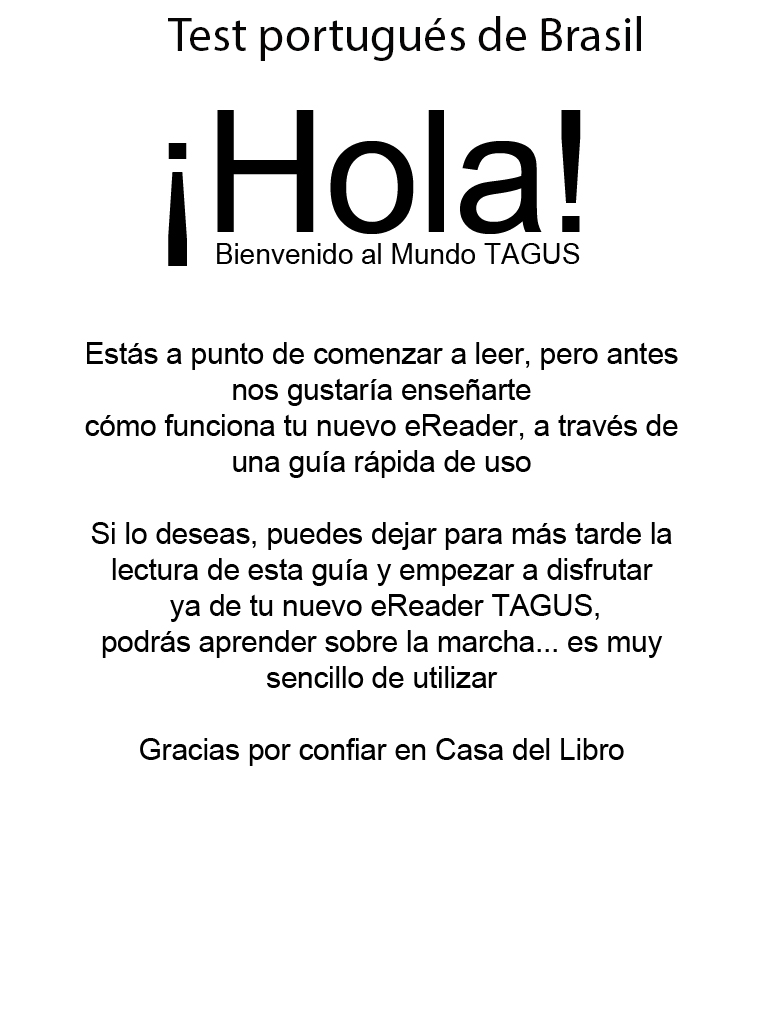 Test portugués de Brasil
¡Hola!
Bienvenido al Mundo TAGUS
Estás a punto de comenzar a leer, pero antes
nos gustaría enseñarte
cómo funciona tu nuevo eReader, a través de
una guía rápida de uso
Si lo deseas, puedes dejar para más tarde la
lectura de esta guía y empezar a disfrutar
ya de tu nuevo eReader TAGUS,
podrás aprender sobre la marcha... es muy
sencillo de utilizar
Gracias por confiar en Casa del Libro